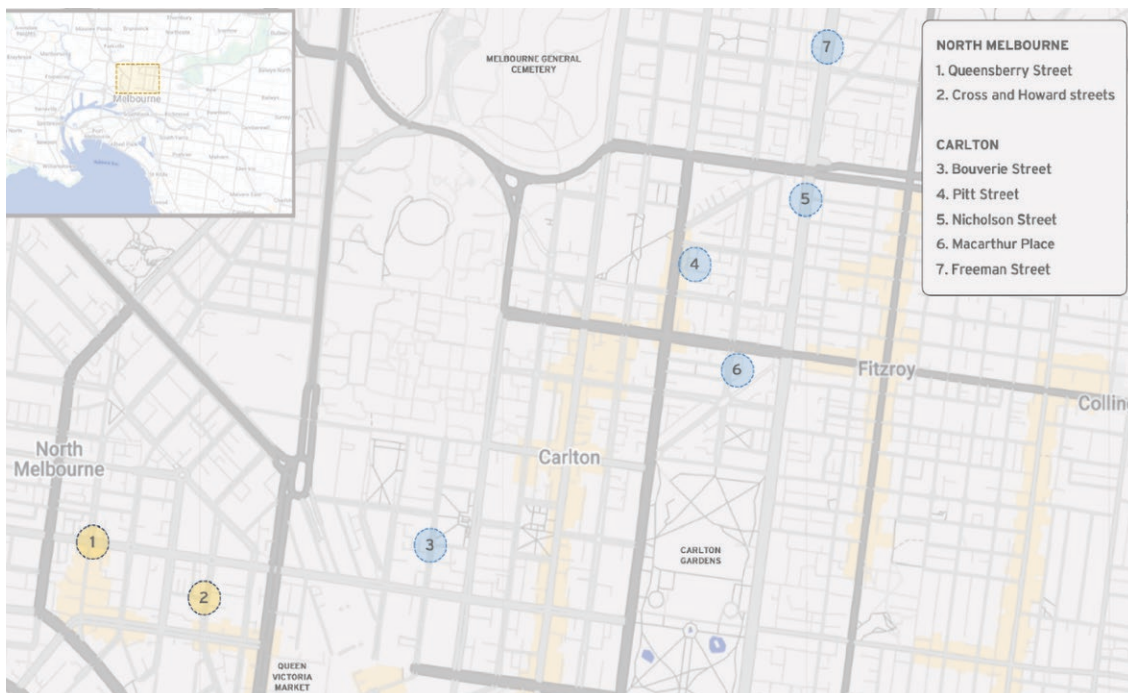 Melbourne
MELBOURNE GENERAL
CEMETERY
7
NORTH MELBOURNE
1. Queensberry Street
2. Cross and Howard streets
CARLTON
3. Bouverie Street
4. Pitt Street
5. Nicholson Street
6. Macarthur Place
7. Freeman Street
5
4
6
Fitzroy
Collin
North
Melbourne
Carlton
1
3
2
CARLTON
GARDENS
QUEEN
VICTORIA
MARKET